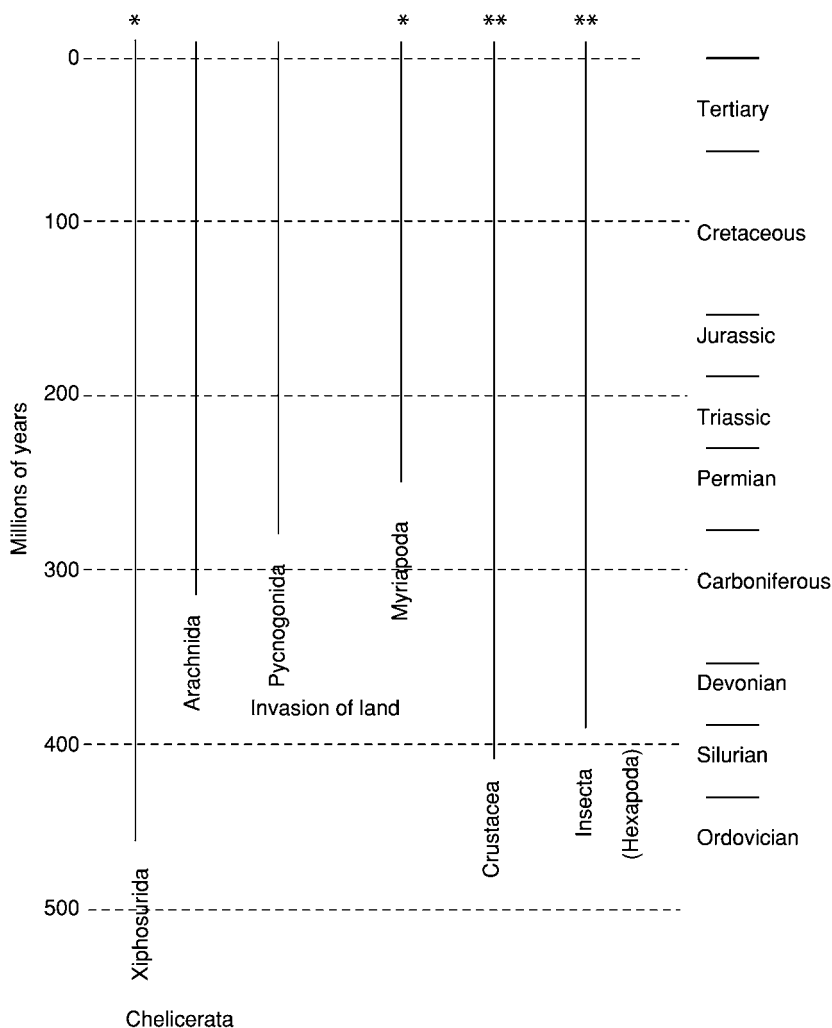 * * ** **
0
Tertiary
100
Cretaceous
Jurassic
200
Triassic
Millions of years
Permian
300
Carboniferous
Xiphosurida
Arachnida
Pycnogonida
Myriapoda
Invasion of land
Devonian
400
Silurian
Crustacea
Insecta
(Hexapoda)
Ordovician
500
Chelicerata